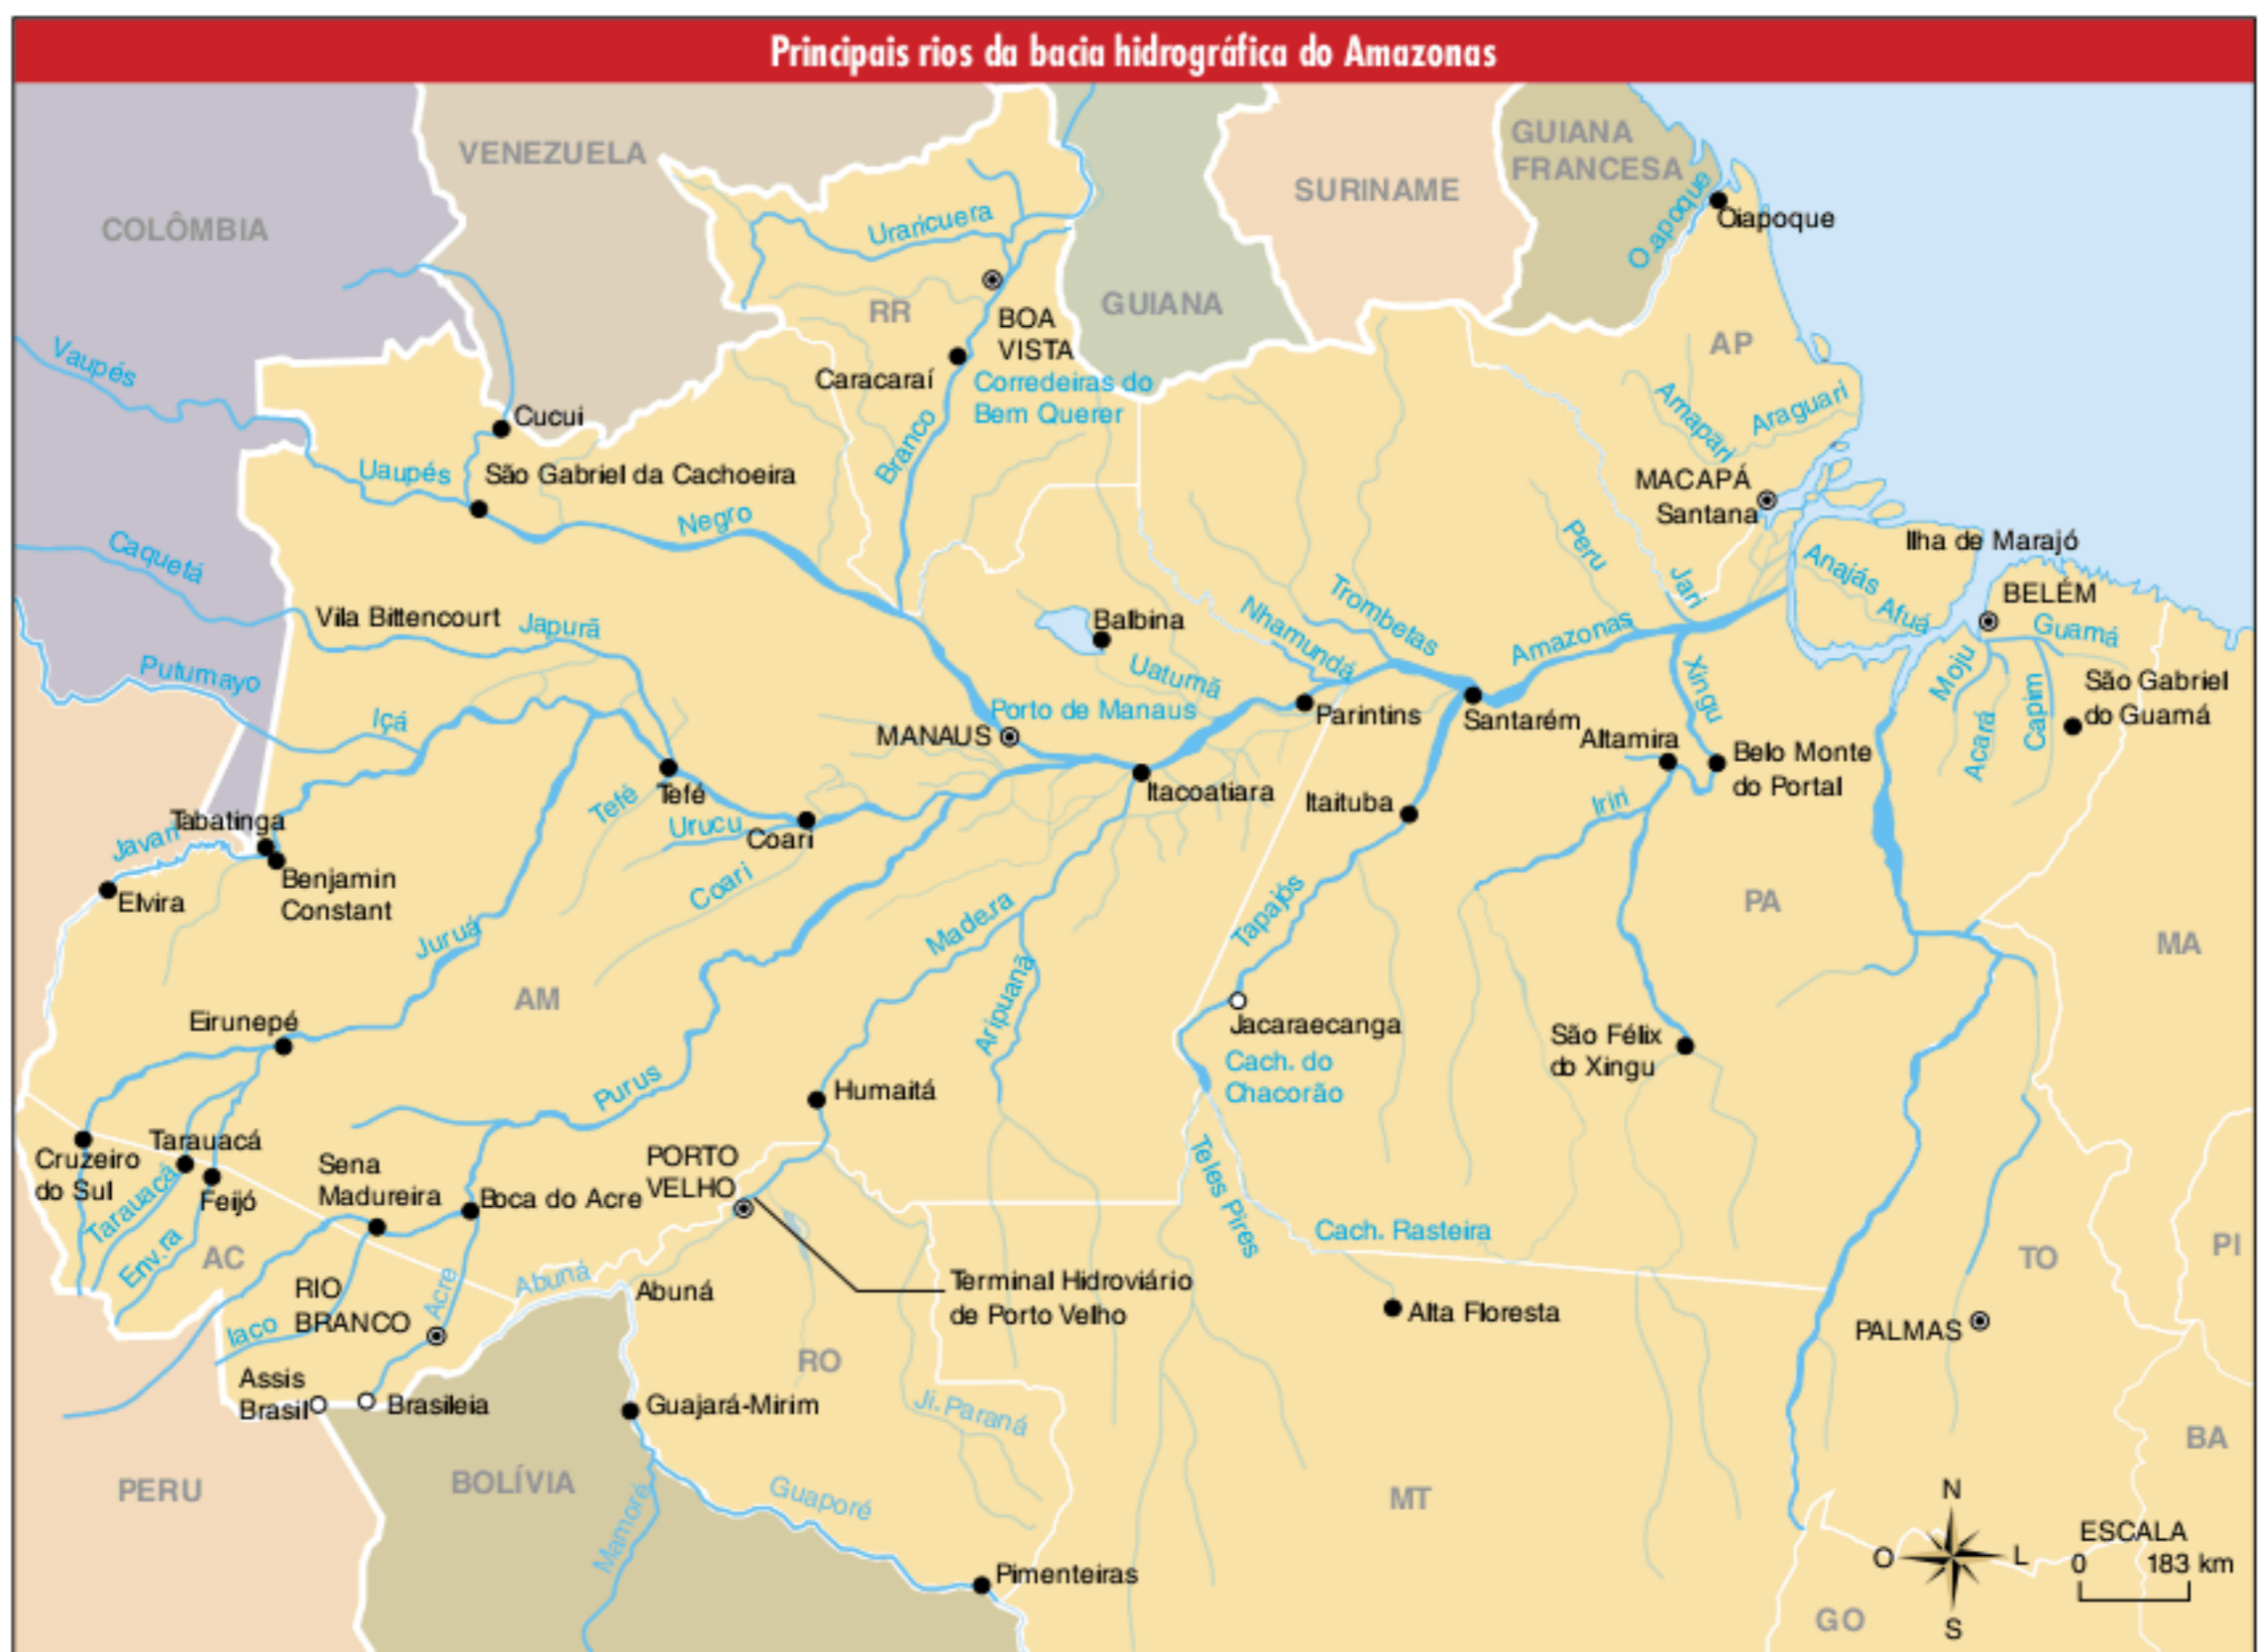 Principais rios da bacia hidrográfica do Amazonas
VENEZUELA
COLÔMBIA
GUIANA
FRANCESA
SURINAME
GUIANA
Oiapoque
O.apoque
Uraricuera
RR
BOA
VISTA
Caracaraí
Corredeiras do
Bem Querer
Branco
AP
Amapari
Araguari
MACAPÁ
Santana
Vaupés
Cucui
Uaupés
São Gabriel da Cachoeira
Negro
Caquetá
Vila Bittencourt
Japurã
Putumayo
Içá
Balbina
Uatumã
Nhamundá
Trombetas
Peru
Jari
Amazonas
Ilha de Marajó
Anajás
Afuá
BELÉM
Guamá
Moju
Acará
Capim
São Gabriel
do Guamá
Porto de Manaus
MANAUS
Parintins
Santarém
Xingu
Altamira
Belo Monte
do Portal
Itacoatiara
Itaituba
Iriri
Tefé
Tefé
Urucu
Coari
Coari
Tabatinga
Javari
Benjamin
Constant
Elvira
Juruá
Made.ra
Tapajós
PA
MA
AM
Aripuanã
Jacaraecanga
Cach. do
Chacorão
São Félix
do Xingu
Eirunepé
Purus
Humaitá
Cruzeiro
do Sul
Tarauacá
Tarauacá
Feijó
Env.ra
AC
Sena
Madureira
Boca do Acre
PORTO
VELHO
Teles Pires
Cach. Rasteira
TO
PI
RIO
BRANCO
Acre
Iaco
Abunã
Abunã
Terminal Hidroviário
de Porto Velho
Alta Floresta
PALMAS
RO
Assis
Brasil
Brasileia
Guajará-Mirim
Ji.Paraná
BA
PERU
BOLÍVIA
Mamoré
Guaporé
MT
Pimenteiras
GO
N
O
L
S
ESCALA
0 183 km